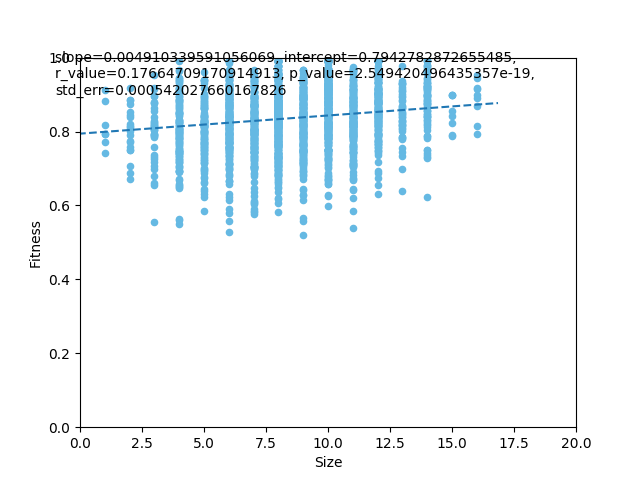 slope=0.004910339591056069, intercept=0.7942782872655485,
r_value=0.17664709170914913, p_value=2.549420496435357e-19,
std_err=0.000542027660167826
1.0
0.8
0.6
0.4
0.2
0.0
Fitness
0.0 2.5 5.0 7.5 10.0 12.5 15.0 17.5 20.0
Size